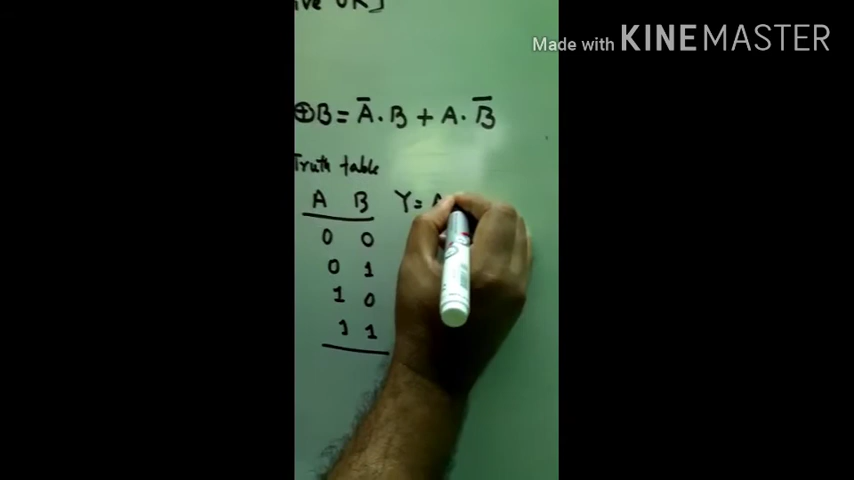 Made with KINEMASTER
ive OR]
⊕B = A̅ . B + A . B̅
Truth table
A B Y = A
0 0
0 1
1 0
1 1